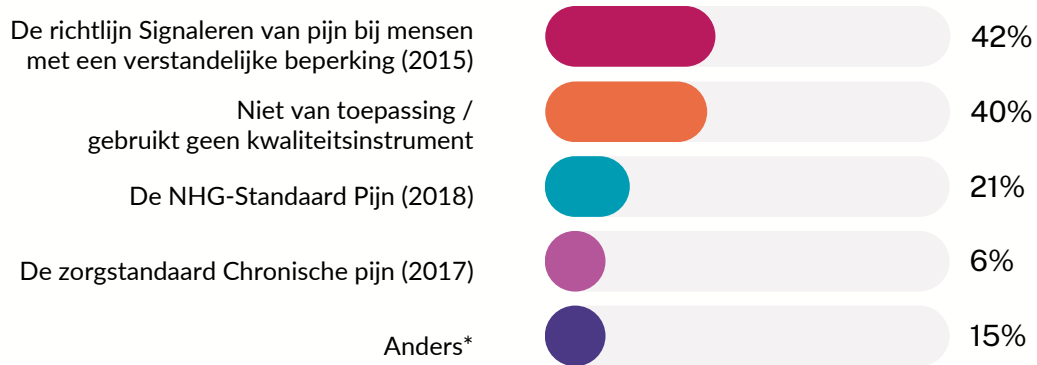 De richtlijn Signaleren van pijn bij mensen
met een verstandelijke beperking (2015)
42%
Niet van toepassing /
gebruikt geen kwaliteitsinstrument
40%
De NHG-Standaard Pijn (2018)
21%
De zorgstandaard Chronische pijn (2017)
6%
Anders*
15%